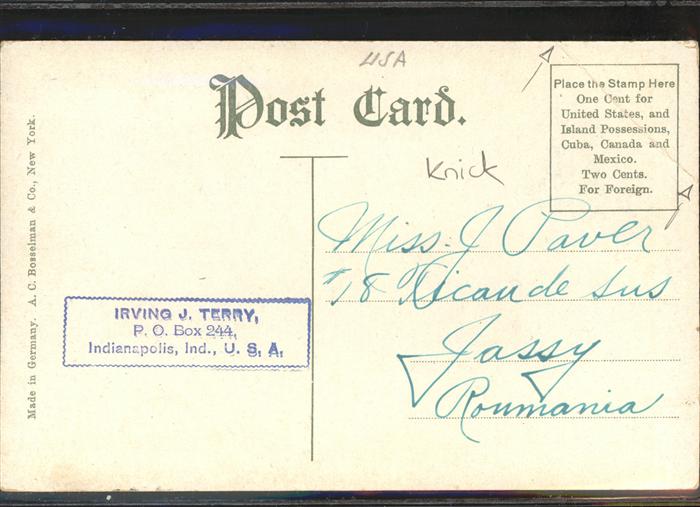 USA
Post Card.
Place the Stamp Here
One Cent for
United States, and
Island Possessions,
Cuba, Canada and
Mexico.
Two Cents.
For Foreign.
Knick
Made in Germany. A. C. Bosselman & Co., New York.
IRVING J. TERRY,
P. O. Box 244,
Indianapolis, Ind., U. S. A.
Miss. J Paver
#18 sus
Jassy
Roumania